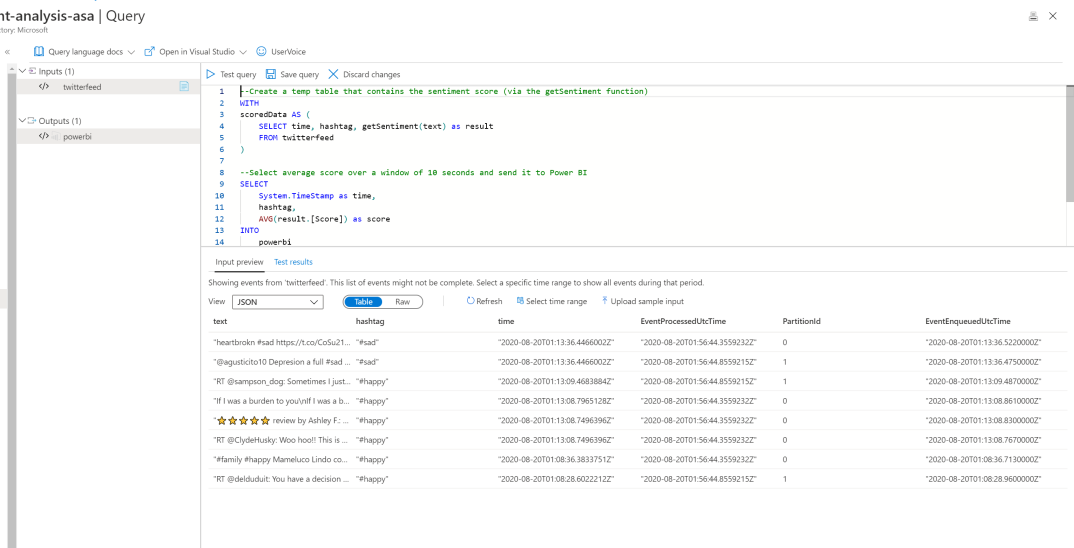 nt-analysis-asa | Query
ctory: Microsoft
« Query language docs Open in Visual Studio UserVoice
Inputs (1)
</> twitterfeed
Outputs (1)
</> powerbi
Test query Save query Discard changes
1 --Create a temp table that contains the sentiment score (via the getSentiment function)
2 WITH
3 scoredData AS (
4 SELECT time, hashtag, getSentiment(text) as result
5 FROM twitterfeed
6 )
7
8 --Select average score over a window of 10 seconds and send it to Power BI
9 SELECT
10 System.TimeStamp as time,
11 hashtag,
12 AVG(result.[Score]) as score
13 INTO
14 powerbi
Input preview Test results
Showing events from 'twitterfeed'. This list of events might not be complete. Select a specific time range to show all events during that period.
View JSON Table Raw Refresh Select time range Upload sample input
text hashtag time EventProcessedUtcTime PartitionId EventEnqueuedUtcTime
"heartbrokn #sad https://t.co/CoSu21... "#sad" "2020-08-20T01:13:36.4466002Z" "2020-08-20T01:56:44.3559232Z" 0 "2020-08-20T01:13:36.5220000Z"
"@agusticito10 Depresion a full #sad ... "#sad" "2020-08-20T01:13:36.4466002Z" "2020-08-20T01:56:44.8559215Z" 1 "2020-08-20T01:13:36.4750000Z"
"RT @sampson_dog: Sometimes I just... "#happy" "2020-08-20T01:13:09.4683884Z" "2020-08-20T01:56:44.8559215Z" 1 "2020-08-20T01:13:09.4870000Z"
"If I was a burden to you\nIf I was a b... "#happy" "2020-08-20T01:13:08.7965128Z" "2020-08-20T01:56:44.3559232Z" 0 "2020-08-20T01:13:08.8610000Z"
"⭐⭐⭐⭐⭐ review by Ashley F.: ... "#happy" "2020-08-20T01:13:08.7496396Z" "2020-08-20T01:56:44.3559232Z" 0 "2020-08-20T01:13:08.8300000Z"
"RT @ClydeHusky: Woo hoo!! This is ... "#happy" "2020-08-20T01:13:08.7496396Z" "2020-08-20T01:56:44.3559232Z" 0 "2020-08-20T01:13:08.7670000Z"
"#family #happy Mameluco Lindo co... "#happy" "2020-08-20T01:08:36.3833751Z" "2020-08-20T01:56:44.3559232Z" 0 "2020-08-20T01:08:36.7130000Z"
"RT @delduduit: You have a decision ... "#happy" "2020-08-20T01:08:28.6022212Z" "2020-08-20T01:56:44.8559215Z" 1 "2020-08-20T01:08:28.9600000Z"